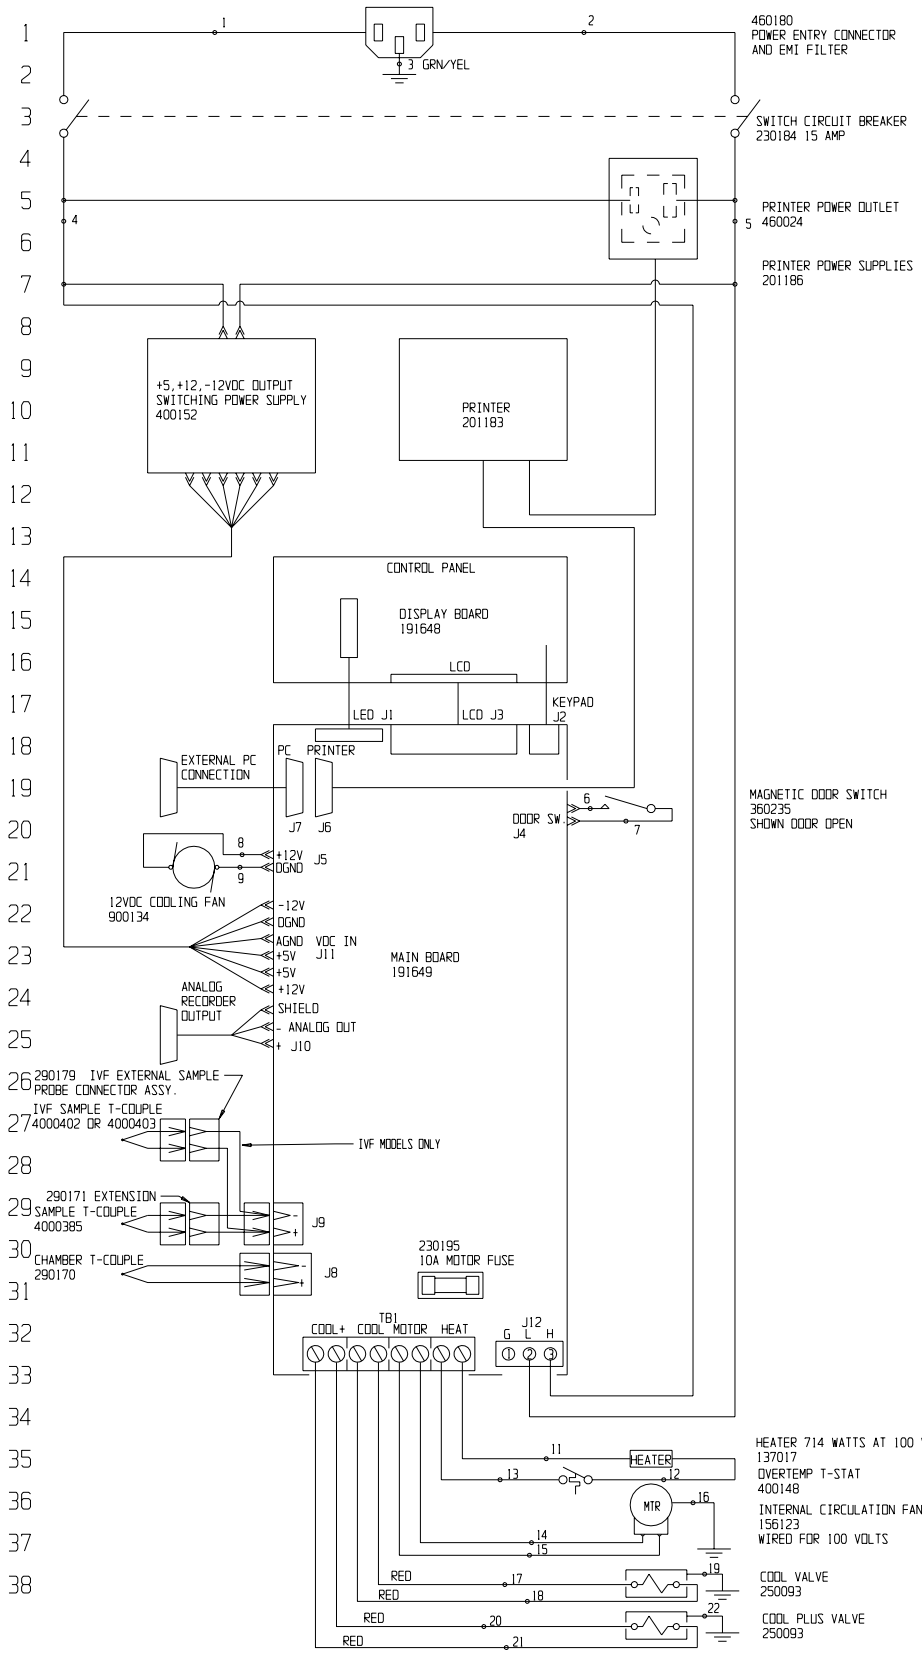 1
1
2
460180
POWER ENTRY CONNECTOR
AND EMI FILTER
2
3 GRN/YEL
3
SWITCH CIRCUIT BREAKER
230184 15 AMP
4
5
PRINTER POWER OUTLET
460024
4
5
6
PRINTER POWER SUPPLIES
201186
7
8
9
+5,+12,-12VDC OUTPUT
SWITCHING POWER SUPPLY
400152
10
PRINTER
201183
11
12
13
14
CONTROL PANEL
15
DISPLAY BOARD
191648
16
LCD
17
KEYPAD
J2
LED J1
LCD J3
18
PC
PRINTER
EXTERNAL PC
CONNECTION
19
MAGNETIC DOOR SWITCH
360235
SHOWN DOOR OPEN
6
7
DOOR SW.
J4
J7
J6
20
8
9
+12V
DGND
J5
21
12VDC COOLING FAN
900134
22
-12V
DGND
AGND
VDC IN
J11
23
+5V
+5V
+12V
MAIN BOARD
191649
24
ANALOG
RECORDER
OUTPUT
SHIELD
- ANALOG OUT
+ J10
25
26
290179 IVF EXTERNAL SAMPLE
PROBE CONNECTOR ASSY.
27
IVF SAMPLE T-COUPLE
4000402 OR 4000403
IVF MODELS ONLY
28
29
290171 EXTENSION
SAMPLE T-COUPLE
4000385
-
+
J9
30
CHAMBER T-COUPLE
290170
-
+
J8
230195
10A MOTOR FUSE
31
32
TB1
COOL+ COOL MOTOR HEAT
J12
G L H
1 2 3
33
34
35
11
HEATER
HEATER 714 WATTS AT 100
137017
13
12
OVERTEMP T-STAT
400148
36
MTR
16
INTERNAL CIRCULATION FAN
156123
WIRED FOR 100 VOLTS
37
14
15
38
RED
17
19
COOL VALVE
250093
RED
18
RED
20
22
COOL PLUS VALVE
250093
RED
21